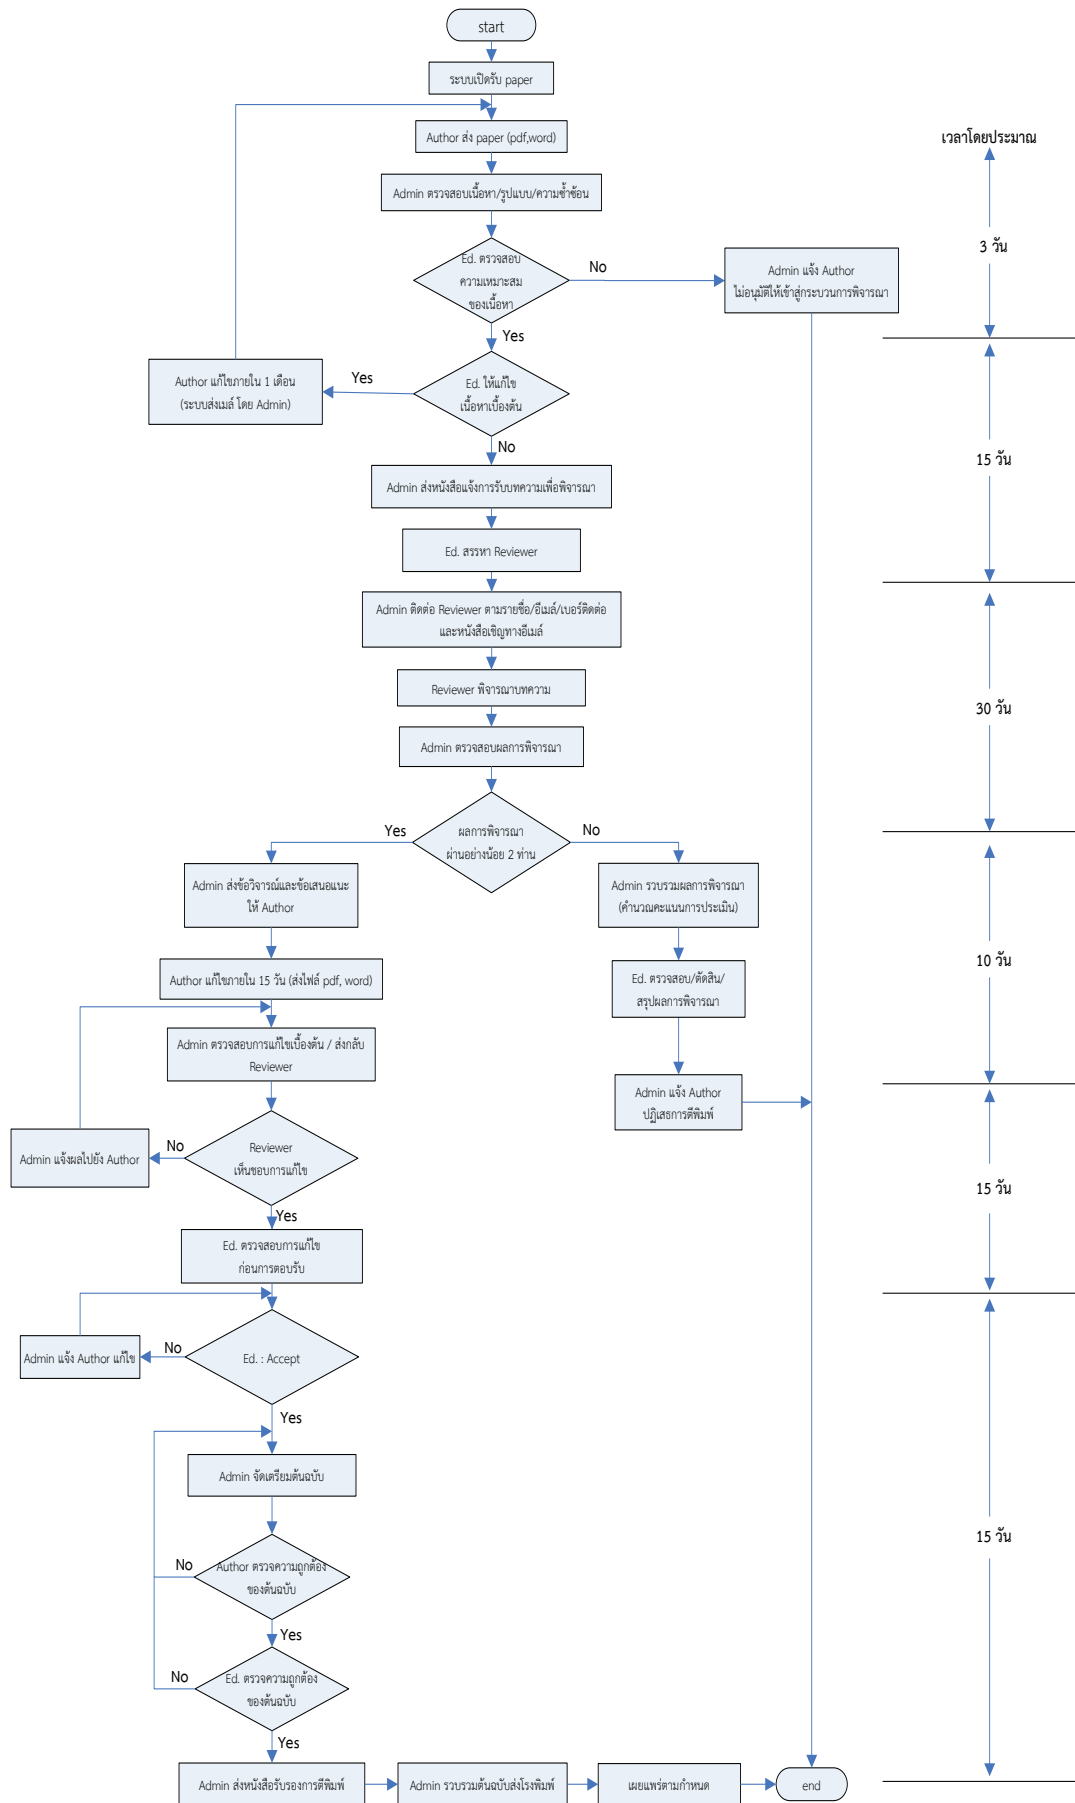 start
ระบบเปิดรับ paper
Author ส่ง paper (pdf,word)
เวลาโดยประมาณ
Admin ตรวจสอบเนื้อหา/รูปแบบ/ความซ้ำซ้อน
3 วัน
Ed. ตรวจสอบ
ความเหมาะสม
ของเนื้อหา
No
Admin แจ้ง Author
ไม่อนุมัติให้เข้าสู่กระบวนการพิจารณา
Yes
Ed. ให้แก้ไข
เนื้อหาเบื้องต้น
Yes
Author แก้ไขภายใน 1 เดือน
(ระบบส่งเมล์ โดย Admin)
No
15 วัน
Admin ส่งหนังสือแจ้งการรับบทความเพื่อพิจารณา
Ed. สรรหา Reviewer
Admin ติดต่อ Reviewer ตามรายชื่อ/อีเมล์/เบอร์ติดต่อ
และหนังสือเชิญทางอีเมล์
Reviewer พิจารณาบทความ
30 วัน
Admin ตรวจสอบผลการพิจารณา
ผลการพิจารณา
ผ่านอย่างน้อย 2 ท่าน
Yes
No
Admin ส่งข้อวิจารณ์และข้อเสนอแนะ
ให้ Author
Admin รวบรวมผลการพิจารณา
(คำนวณคะแนนการประเมิน)
10 วัน
Author แก้ไขภายใน 15 วัน (ส่งไฟล์ pdf, word)
Ed. ตรวจสอบ/ตัดสิน/
สรุปผลการพิจารณา
Admin ตรวจสอบการแก้ไขเบื้องต้น / ส่งกลับ
Reviewer
Admin แจ้ง Author
ปฏิเสธการตีพิมพ์
Reviewer
เห็นชอบการแก้ไข
No
Admin แจ้งผลไปยัง Author
15 วัน
Yes
Ed. ตรวจสอบการแก้ไข
ก่อนการตอบรับ
Ed. : Accept
No
Admin แจ้ง Author แก้ไข
Yes
Admin จัดเตรียมต้นฉบับ
15 วัน
Author ตรวจความถูกต้อง
ของต้นฉบับ
No
Yes
Ed. ตรวจความถูกต้อง
ของต้นฉบับ
No
Yes
Admin ส่งหนังสือรับรองการตีพิมพ์
Admin รวบรวมต้นฉบับส่งโรงพิมพ์
เผยแพร่ตามกำหนด
end